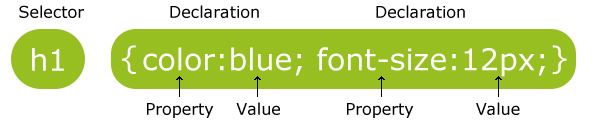 Selector Declaration Declaration
h1 {color:blue; font-size:12px;}
Property Value Property Value